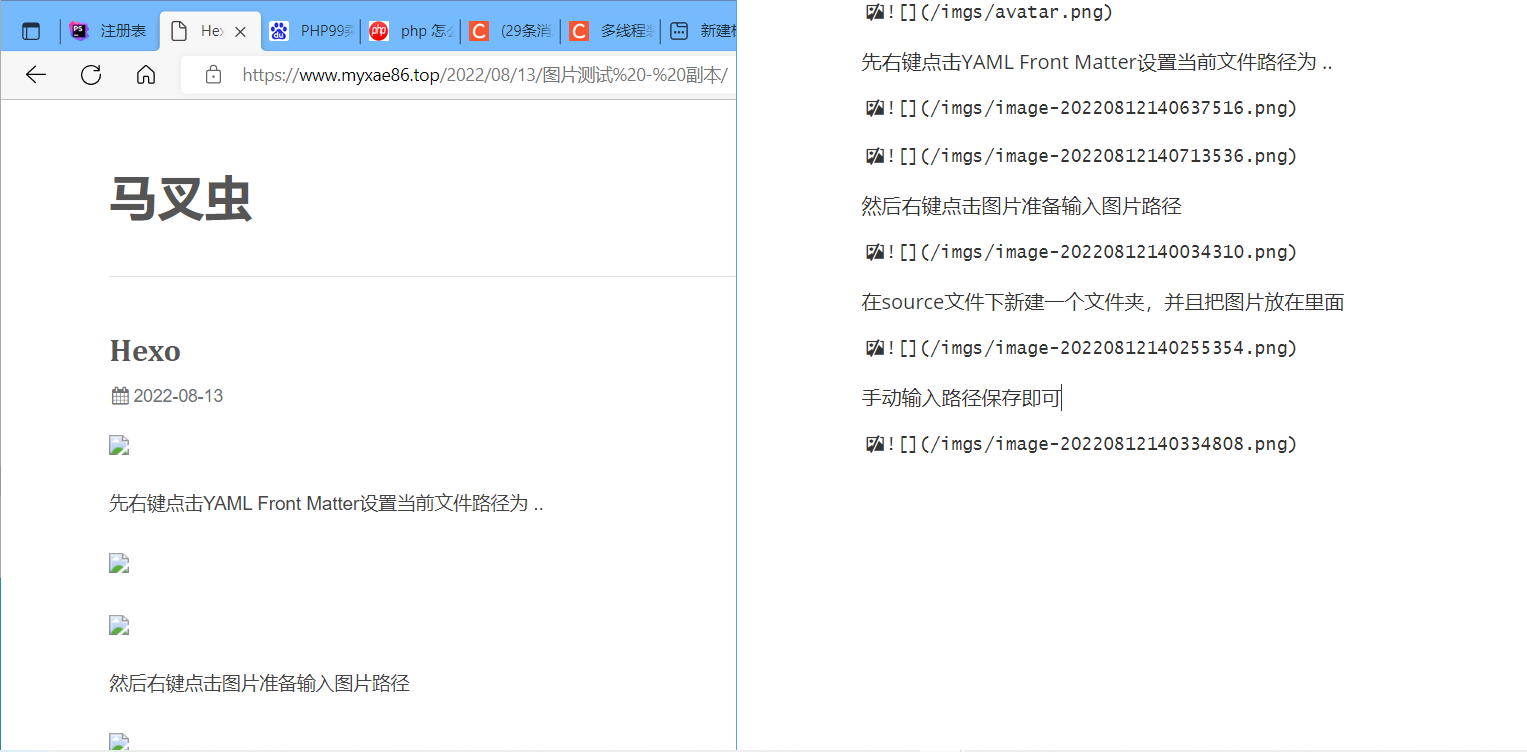 注册表
Hex
PHP99
php 怎么
(29条消
多线程
新建标
https://www.myxae86.top/2022/08/13/图片测试%20-%20副本/
马叉虫
Hexo
2022-08-13
先右键点击YAML Front Matter设置当前文件路径为 ..
然后右键点击图片准备输入图片路径
![](/imgs/avatar.png)
先右键点击YAML Front Matter设置当前文件路径为 ..
![](/imgs/image-20220812140637516.png)
![](/imgs/image-20220812140713536.png)
然后右键点击图片准备输入图片路径
![](/imgs/image-20220812140034310.png)
在source文件下新建一个文件夹，并且把图片放在里面
![](/imgs/image-20220812140255354.png)
手动输入路径保存即可
![](/imgs/image-20220812140334808.png)